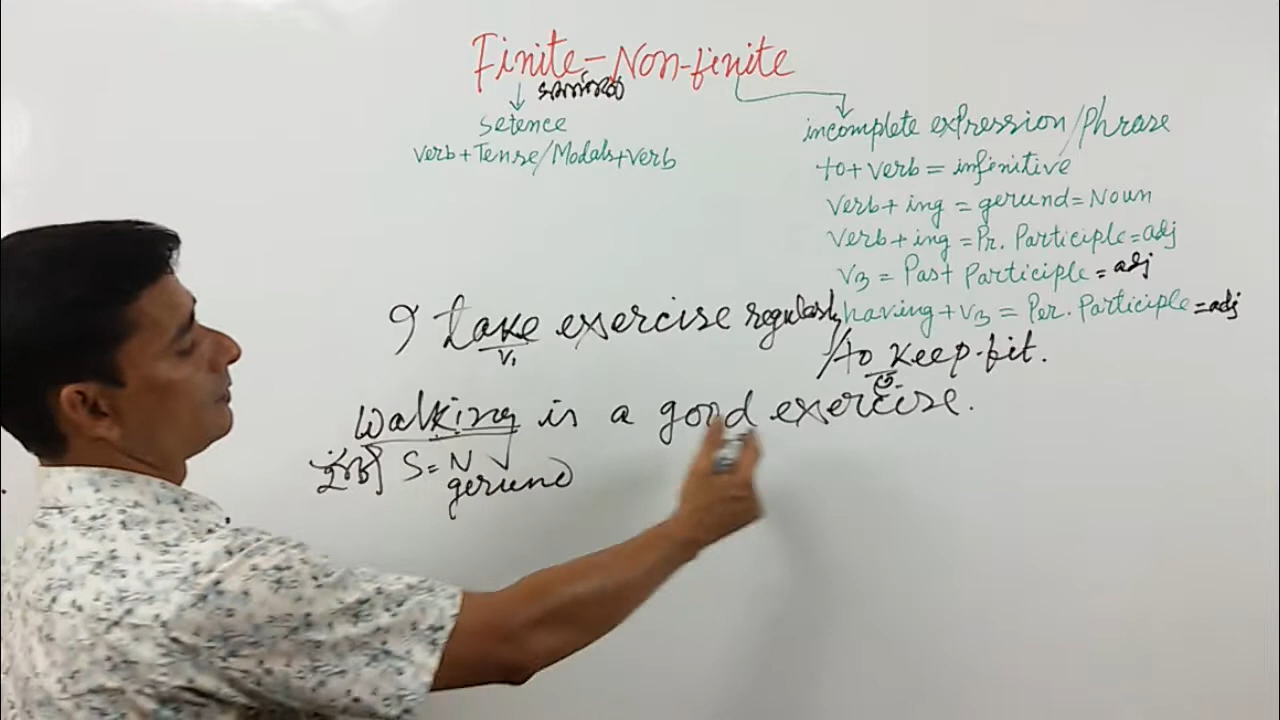 Finite-Non-finite
setence
verb+Tense/Modals+verb
incomplete expression/Phrase
to+verb = infinitive
verb+ing = gerund=Noun
verb+ing =Pr. Participle=adj
V3 = Past Participle=adj
having+V3 = Per. Participle=adj
I take exercise regularly
V1
/to keep fit.
Walking is a good exercise.
S=N
gerund